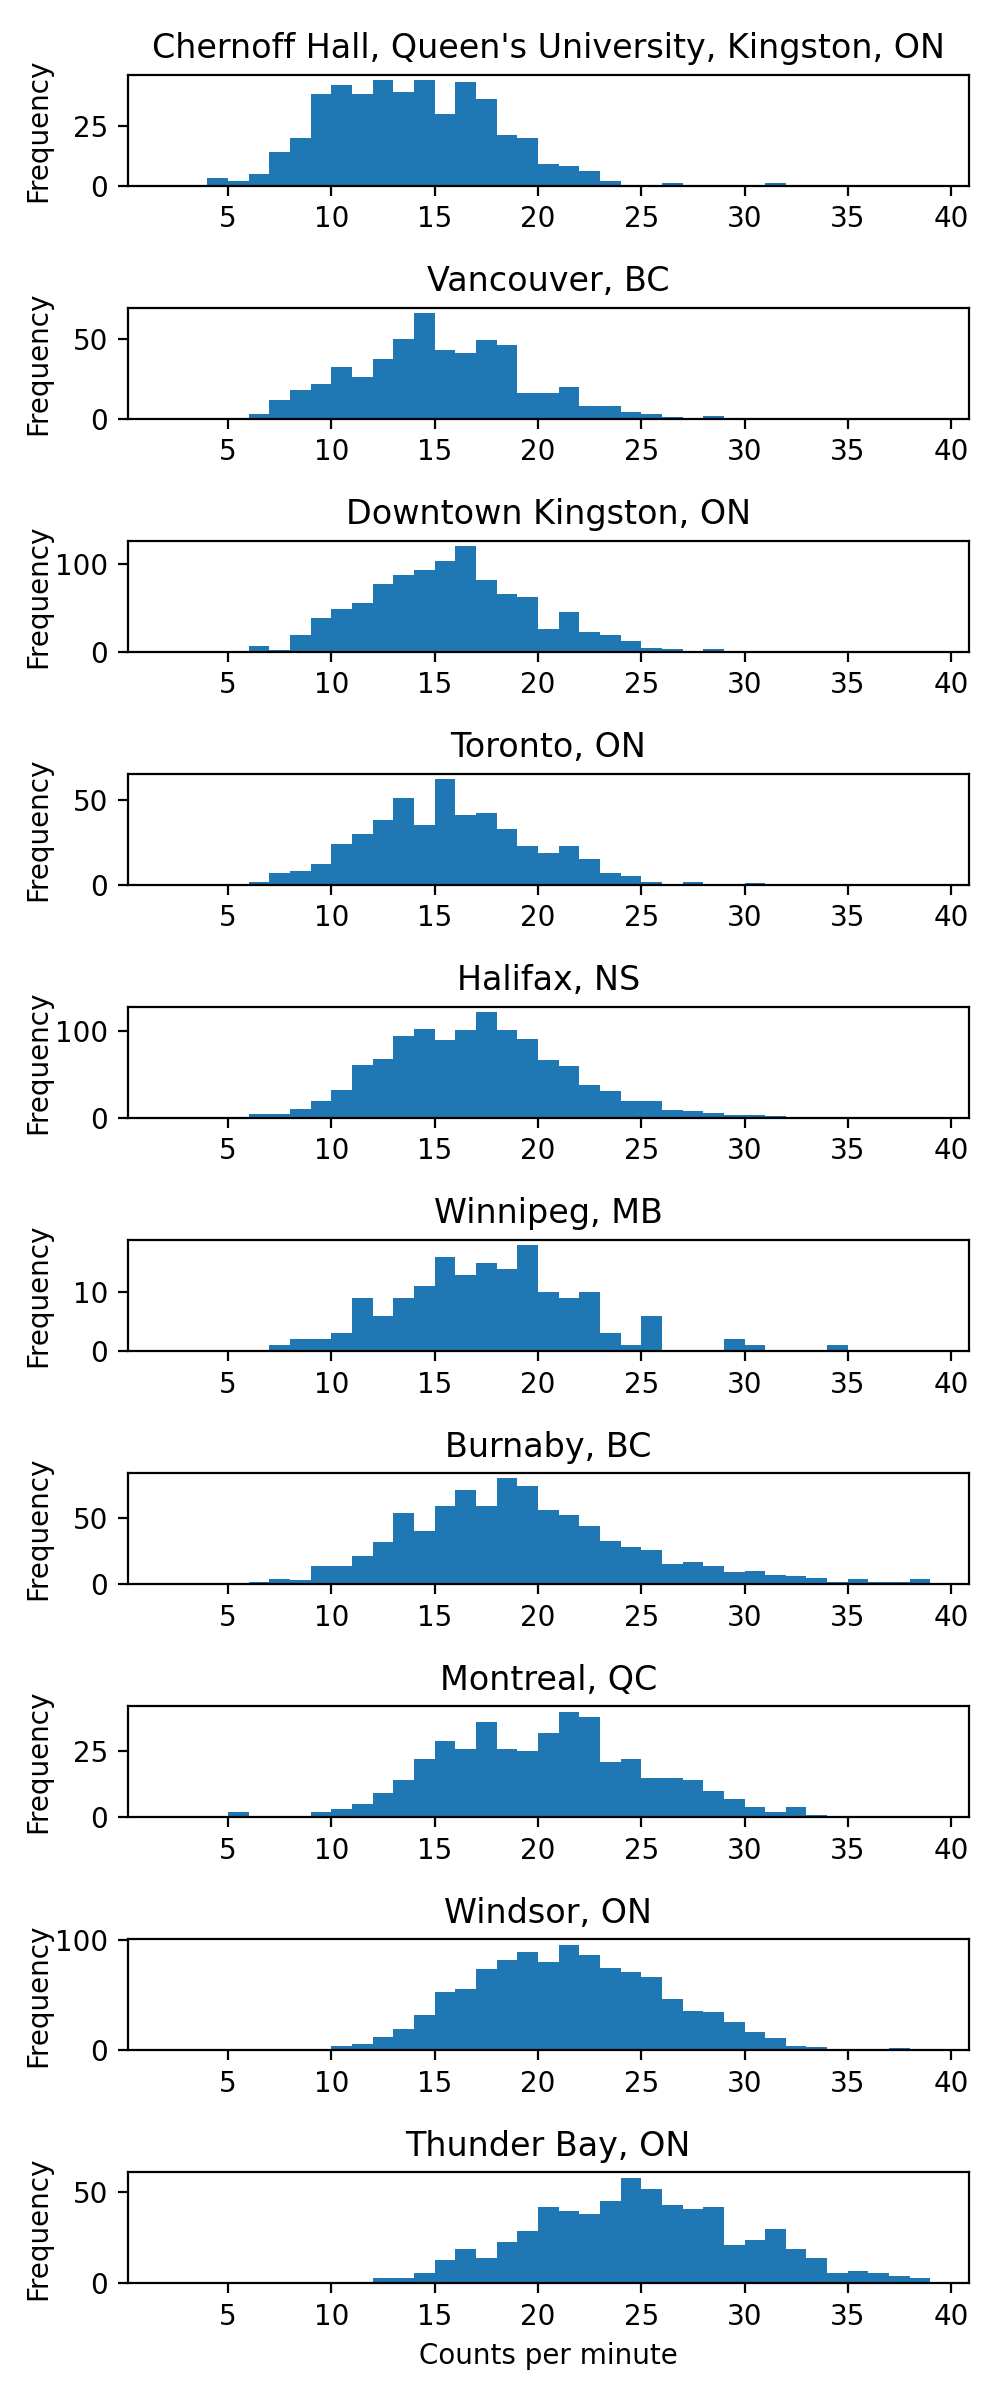 Chernoff Hall, Queen's University, Kingston, ON
Frequency
25
0
5 10 15 20 25 30 35 40
Vancouver, BC
Frequency
50
0
5 10 15 20 25 30 35 40
Downtown Kingston, ON
Frequency
100
0
5 10 15 20 25 30 35 40
Toronto, ON
Frequency
50
0
5 10 15 20 25 30 35 40
Halifax, NS
Frequency
100
0
5 10 15 20 25 30 35 40
Winnipeg, MB
Frequency
10
0
5 10 15 20 25 30 35 40
Burnaby, BC
Frequency
50
0
5 10 15 20 25 30 35 40
Montreal, QC
Frequency
25
0
5 10 15 20 25 30 35 40
Windsor, ON
Frequency
100
0
5 10 15 20 25 30 35 40
Thunder Bay, ON
Frequency
50
0
5 10 15 20 25 30 35 40
Counts per minute